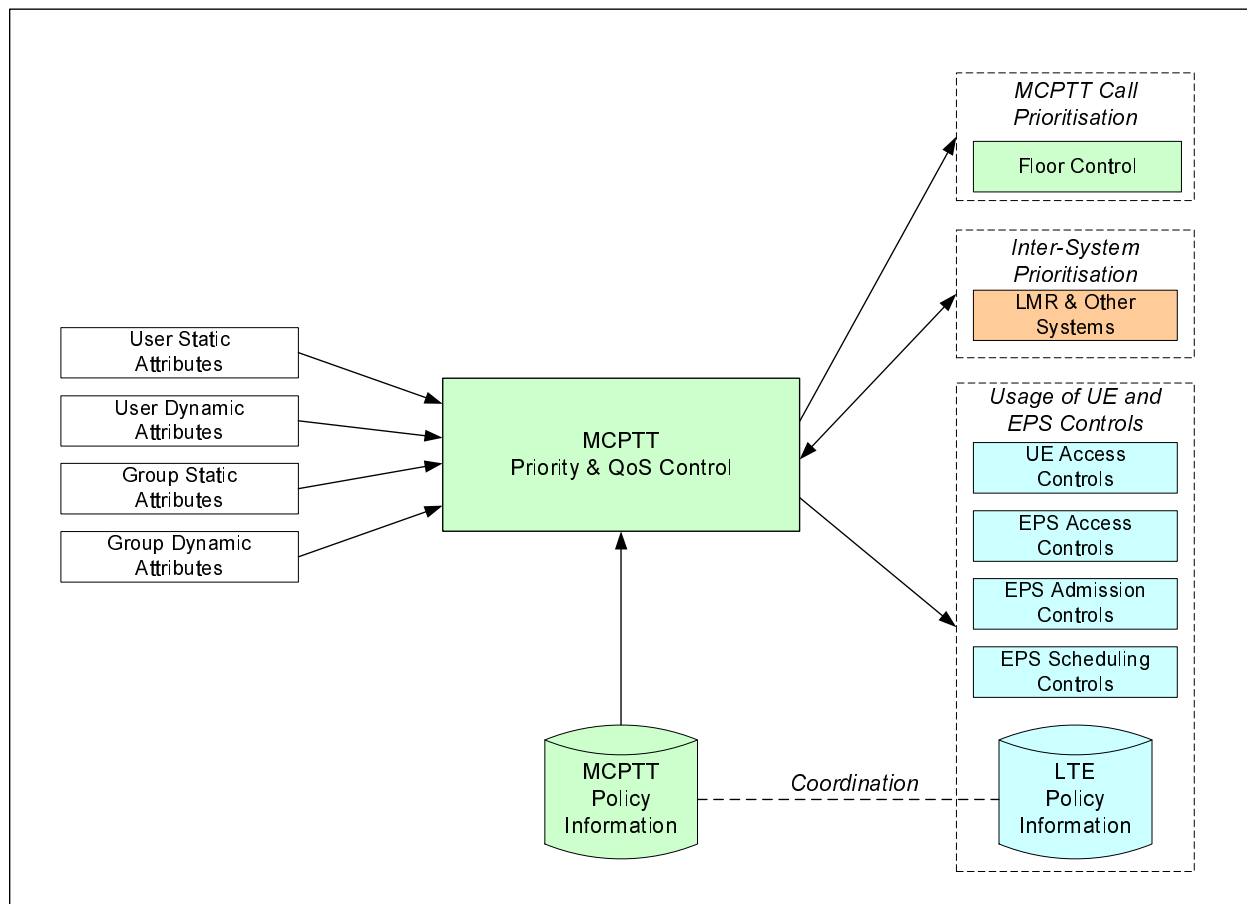 MCPTT Call
Prioritisation
Floor Control
Inter-System
Prioritisation
LMR & Other
Systems
User Static
Attributes
User Dynamic
Attributes
Group Static
Attributes
Group Dynamic
Attributes
MCPTT
Priority & QoS Control
Usage of UE and
EPS Controls
UE Access
Controls
EPS Access
Controls
EPS Admission
Controls
EPS Scheduling
Controls
MCPTT
Policy
Information
Coordination
LTE
Policy
Information